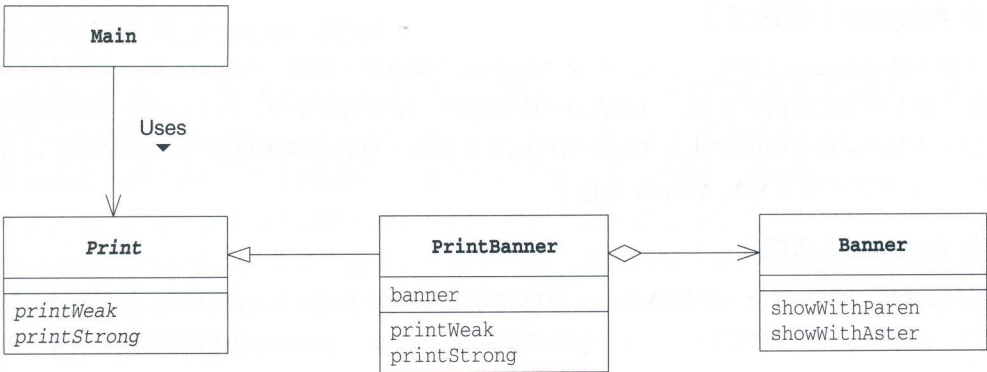 Main
Uses
Print
printWeak
printStrong
PrintBanner
banner
printWeak
printStrong
Banner
showWithParen
showWithAster